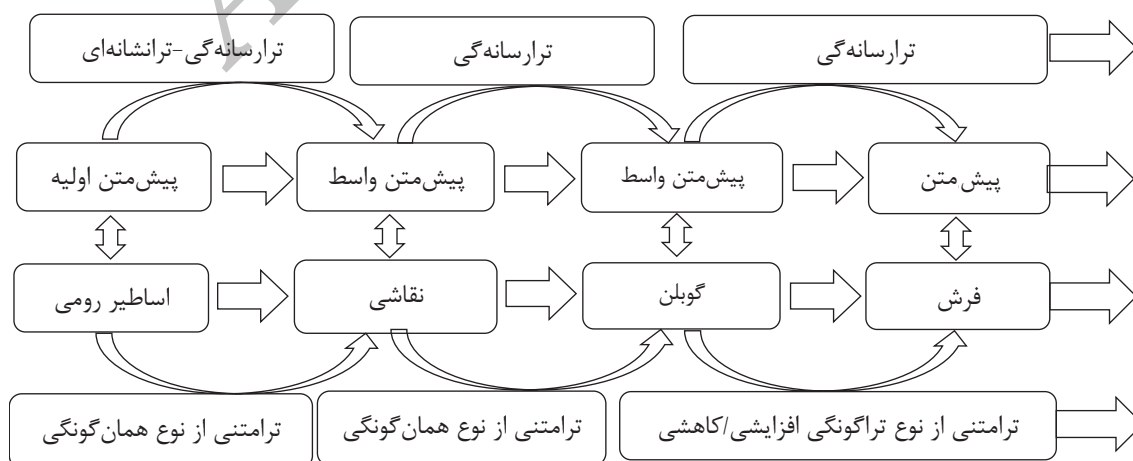 ترارسانه‌گی-ترانشانه‌ای
ترارسانه‌گی
ترارسانه‌گی
پیش‌متن اولیه
پیش‌متن واسط
پیش‌متن واسط
پیش‌متن
اساطیر رومی
نقاشی
گوبلن
فرش
ترامتنی از نوع همان‌گونگی
ترامتنی از نوع همان‌گونگی
ترامتنی از نوع تراگونگی افزایشی/کاهشی